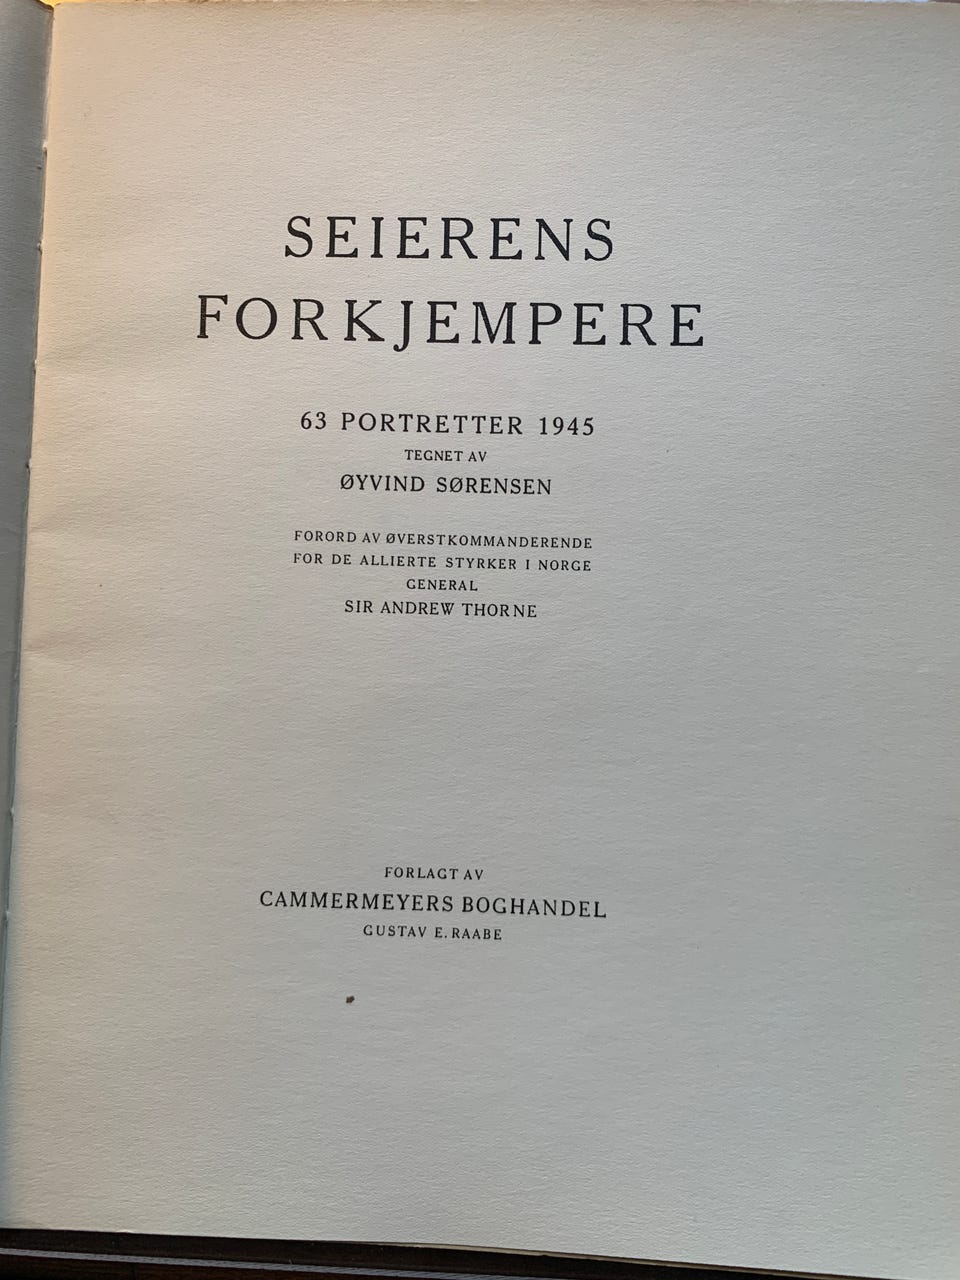 SEIERENS
FORKJEMPERE
63 PORTRETTER 1945
TEGNET AV
ØYVIND SØRENSEN
FORORD AV ØVERSTKOMMANDERENDE
FOR DE ALLIERTE STYRKER I NORGE
GENERAL
SIR ANDREW THORNE
FORLAGT AV
CAMMERMEYERS BOGHANDEL
GUSTAV E. RAABE